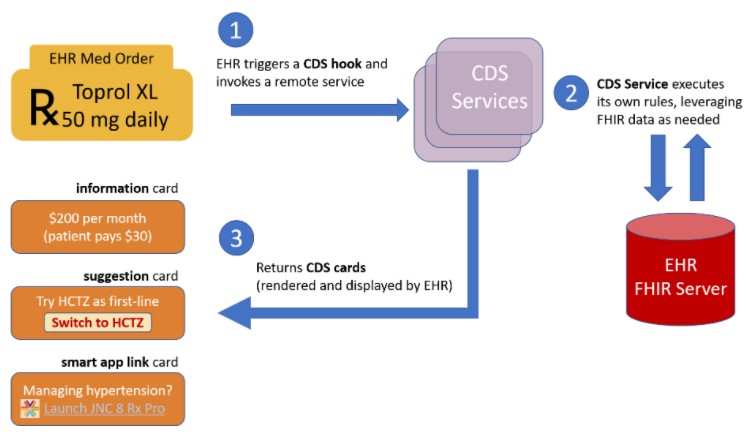 EHR Med Order
Rx Toprol XL
50 mg daily
1
EHR triggers a CDS hook and
invokes a remote service
CDS
Services
2
CDS Service executes
its own rules, leveraging
FHIR data as needed
EHR
FHIR Server
3
Returns CDS cards
(rendered and displayed by EHR)
information card
$200 per month
(patient pays $30)
suggestion card
Try HCTZ as first-line
Switch to HCTZ
smart app link card
Managing hypertension?
Launch JNC 8 Rx Pro